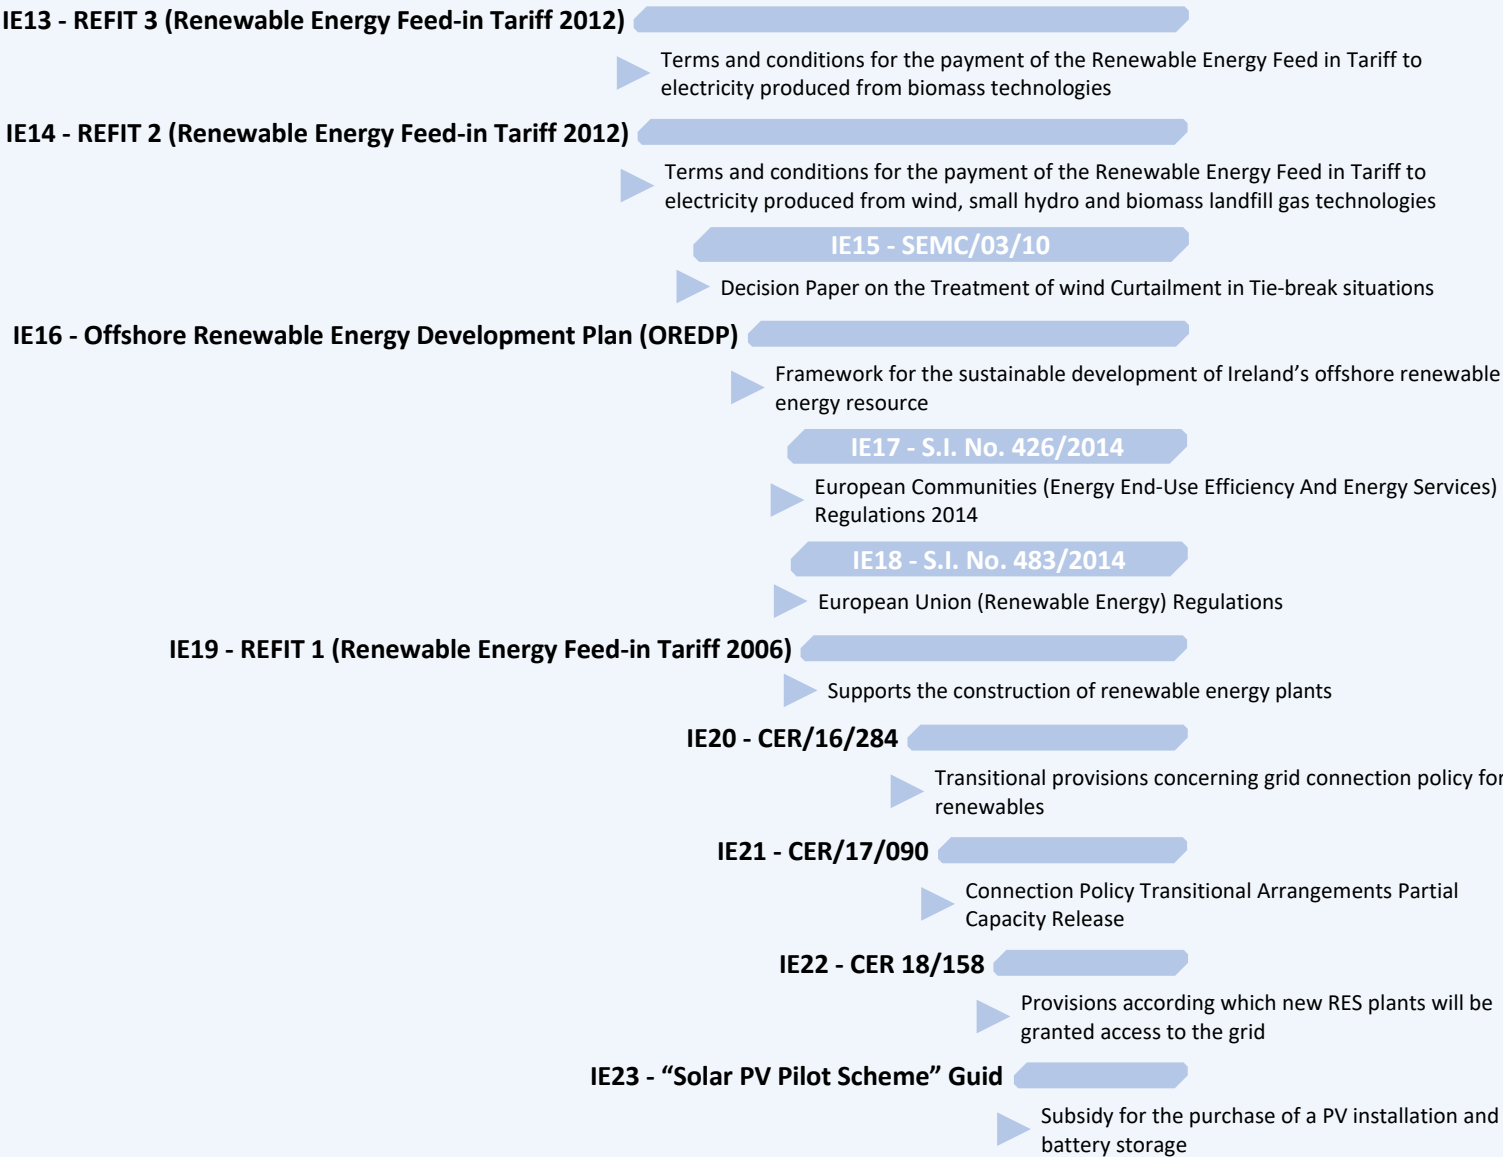 IE13 - REFIT 3 (Renewable Energy Feed-in Tariff 2012)
Terms and conditions for the payment of the Renewable Energy Feed in Tariff to
electricity produced from biomass technologies
IE14 - REFIT 2 (Renewable Energy Feed-in Tariff 2012)
Terms and conditions for the payment of the Renewable Energy Feed in Tariff to
electricity produced from wind, small hydro and biomass landfill gas technologies
IE15 - SEMC/03/10
Decision Paper on the Treatment of wind Curtailment in Tie-break situations
IE16 - Offshore Renewable Energy Development Plan (OREDP)
Framework for the sustainable development of Ireland’s offshore renewable
energy resource
IE17 - S.I. No. 426/2014
European Communities (Energy End-Use Efficiency And Energy Services)
Regulations 2014
IE18 - S.I. No. 483/2014
European Union (Renewable Energy) Regulations
IE19 - REFIT 1 (Renewable Energy Feed-in Tariff 2006)
Supports the construction of renewable energy plants
IE20 - CER/16/284
Transitional provisions concerning grid connection policy for
renewables
IE21 - CER/17/090
Connection Policy Transitional Arrangements Partial
Capacity Release
IE22 - CER 18/158
Provisions according which new RES plants will be
granted access to the grid
IE23 - “Solar PV Pilot Scheme” Guid
Subsidy for the purchase of a PV installation and
battery storage